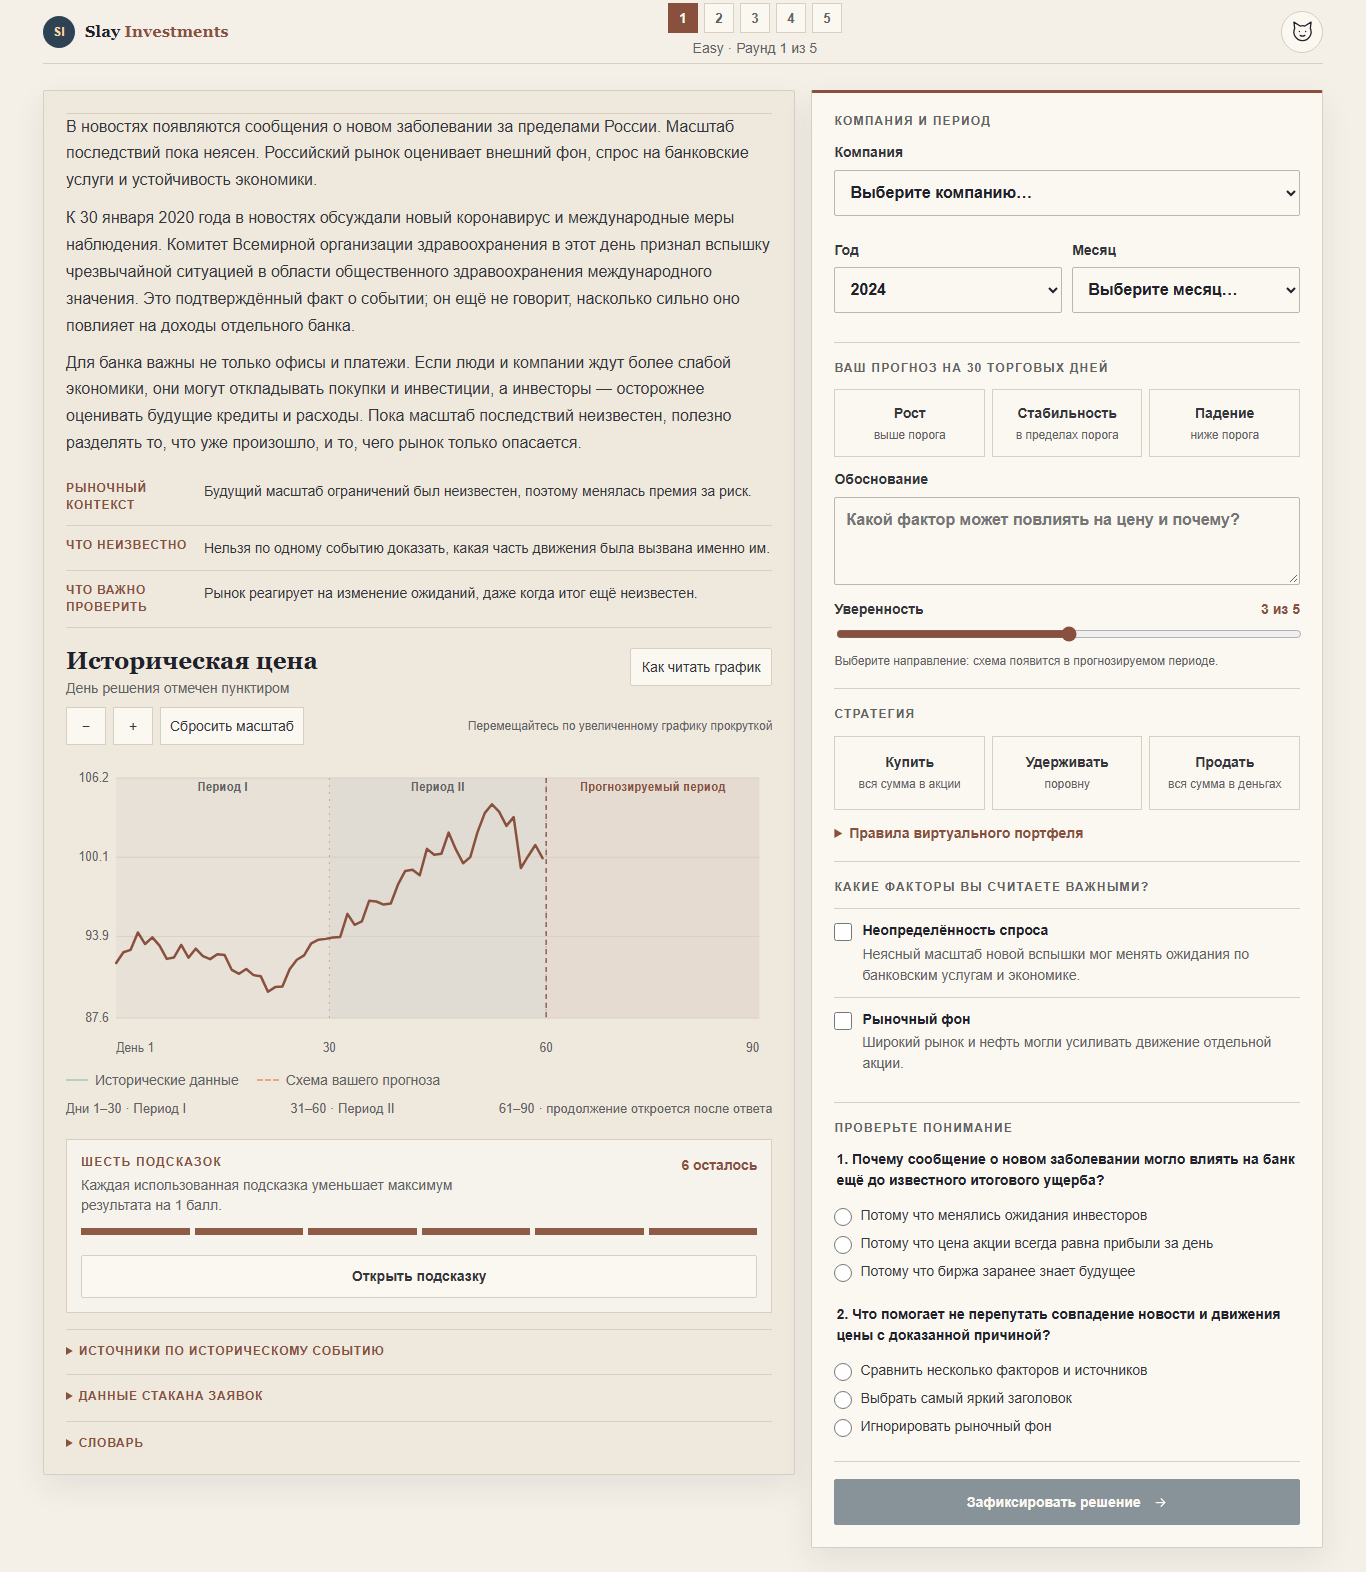 SI Slay Investments
1 2 3 4 5
Easy · Раунд 1 из 5
В новостях появляются сообщения о новом заболевании за пределами России. Масштаб
последствий пока неясен. Российский рынок оценивает внешний фон, спрос на банковские
услуги и устойчивость экономики.
К 30 января 2020 года в новостях обсуждали новый коронавирус и международные меры
наблюдения. Комитет Всемирной организации здравоохранения в этот день признал вспышку
чрезвычайной ситуацией в области общественного здравоохранения международного
значения. Это подтверждённый факт о событии; он ещё не говорит, насколько сильно оно
повлияет на доходы отдельного банка.
Для банка важны не только офисы и платежи. Если люди и компании ждут более слабой
экономики, они могут откладывать покупки и инвестиции, а инвесторы — осторожнее
оценивать будущие кредиты и расходы. Пока масштаб последствий неизвестен, полезно
разделять то, что уже произошло, и то, чего рынок только опасается.
РЫНОЧНЫЙ
КОНТЕКСТ
Будущий масштаб ограничений был неизвестен, поэтому менялась премия за риск.
ЧТО НЕИЗВЕСТНО
Нельзя по одному событию доказать, какая часть движения была вызвана именно им.
ЧТО ВАЖНО
ПРОВЕРИТЬ
Рынок реагирует на изменение ожиданий, даже когда итог ещё неизвестен.
Историческая цена
День решения отмечен пунктиром
Как читать график
− + Сбросить масштаб
Перемещайтесь по увеличенному графику прокруткой
106.2
100.1
93.9
87.6
Период I
Период II
Прогнозируемый период
День 1 30 60 90
Исторические данные
Схема вашего прогноза
Дни 1–30 · Период I
31–60 · Период II
61–90 · продолжение откроется после ответа
ШЕСТЬ ПОДСКАЗОК
6 осталось
Каждая использованная подсказка уменьшает максимум
результата на 1 балл.
Открыть подсказку
ИСТОЧНИКИ ПО ИСТОРИЧЕСКОМУ СОБЫТИЮ
ДАННЫЕ СТАКАНА ЗАЯВОК
СЛОВАРЬ
КОМПАНИЯ И ПЕРИОД
Компания
Выберите компанию…
Год
Месяц
2024
Выберите месяц…
ВАШ ПРОГНОЗ НА 30 ТОРГОВЫХ ДНЕЙ
Рост
выше порога
Стабильность
в пределах порога
Падение
ниже порога
Обоснование
Какой фактор может повлиять на цену и почему?
Уверенность
3 из 5
Выберите направление: схема появится в прогнозируемом периоде.
СТРАТЕГИЯ
Купить
вся сумма в акции
Удерживать
поровну
Продать
вся сумма в деньгах
Правила виртуального портфеля
КАКИЕ ФАКТОРЫ ВЫ СЧИТАЕТЕ ВАЖНЫМИ?
Неопределённость спроса
Неясный масштаб новой вспышки мог менять ожидания по
банковским услугам и экономике.
Рыночный фон
Широкий рынок и нефть могли усиливать движение отдельной
акции.
ПРОВЕРЬТЕ ПОНИМАНИЕ
1. Почему сообщение о новом заболевании могло влиять на банк
ещё до известного итогового ущерба?
Потому что менялись ожидания инвесторов
Потому что цена акции всегда равна прибыли за день
Потому что биржа заранее знает будущее
2. Что помогает не перепутать совпадение новости и движения
цены с доказанной причиной?
Сравнить несколько факторов и источников
Выбрать самый яркий заголовок
Игнорировать рыночный фон
Зафиксировать решение →